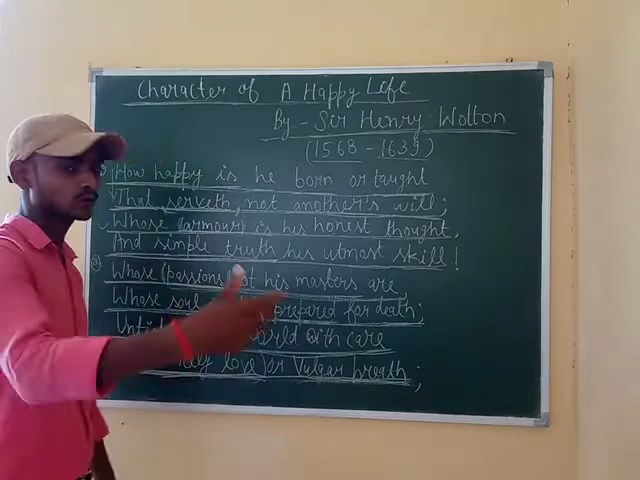 Character of A Happy Life
By - Sir Henry Wolton
(1568 - 1639)
How happy is he born or taught
That serveth, not another's will;
Whose (armour) is his honest thought,
And simple truth his utmost skill!
Whose (passions) not his masters are,
Whose soul prepared for death;
Untie world with care
love) or Vulgar breath;